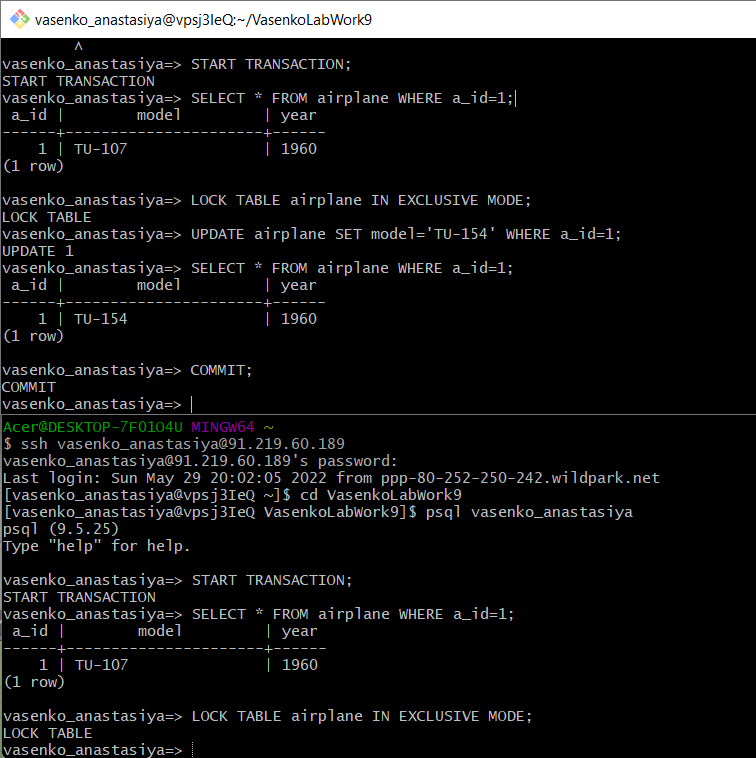 vasenko_anastasiya@vpsj3IeQ:~/VasenkoLabWork9
^
vasenko_anastasiya=> START TRANSACTION;
START TRANSACTION
vasenko_anastasiya=> SELECT * FROM airplane WHERE a_id=1;
 a_id |        model         | year
------+----------------------+------
    1 | TU-107               | 1960
(1 row)
vasenko_anastasiya=> LOCK TABLE airplane IN EXCLUSIVE MODE;
LOCK TABLE
vasenko_anastasiya=> UPDATE airplane SET model='TU-154' WHERE a_id=1;
UPDATE 1
vasenko_anastasiya=> SELECT * FROM airplane WHERE a_id=1;
 a_id |        model         | year
------+----------------------+------
    1 | TU-154               | 1960
(1 row)
vasenko_anastasiya=> COMMIT;
COMMIT
vasenko_anastasiya=>
Acer@DESKTOP-7F01O4U MINGW64 ~
$ ssh vasenko_anastasiya@91.219.60.189
vasenko_anastasiya@91.219.60.189's password:
Last login: Sun May 29 20:02:05 2022 from ppp-80-252-250-242.wildpark.net
[vasenko_anastasiya@vpsj3IeQ ~]$ cd VasenkoLabWork9
[vasenko_anastasiya@vpsj3IeQ VasenkoLabWork9]$ psql vasenko_anastasiya
psql (9.5.25)
Type "help" for help.
vasenko_anastasiya=> START TRANSACTION;
START TRANSACTION
vasenko_anastasiya=> SELECT * FROM airplane WHERE a_id=1;
 a_id |        model         | year
------+----------------------+------
    1 | TU-107               | 1960
(1 row)
vasenko_anastasiya=> LOCK TABLE airplane IN EXCLUSIVE MODE;
LOCK TABLE
vasenko_anastasiya=>